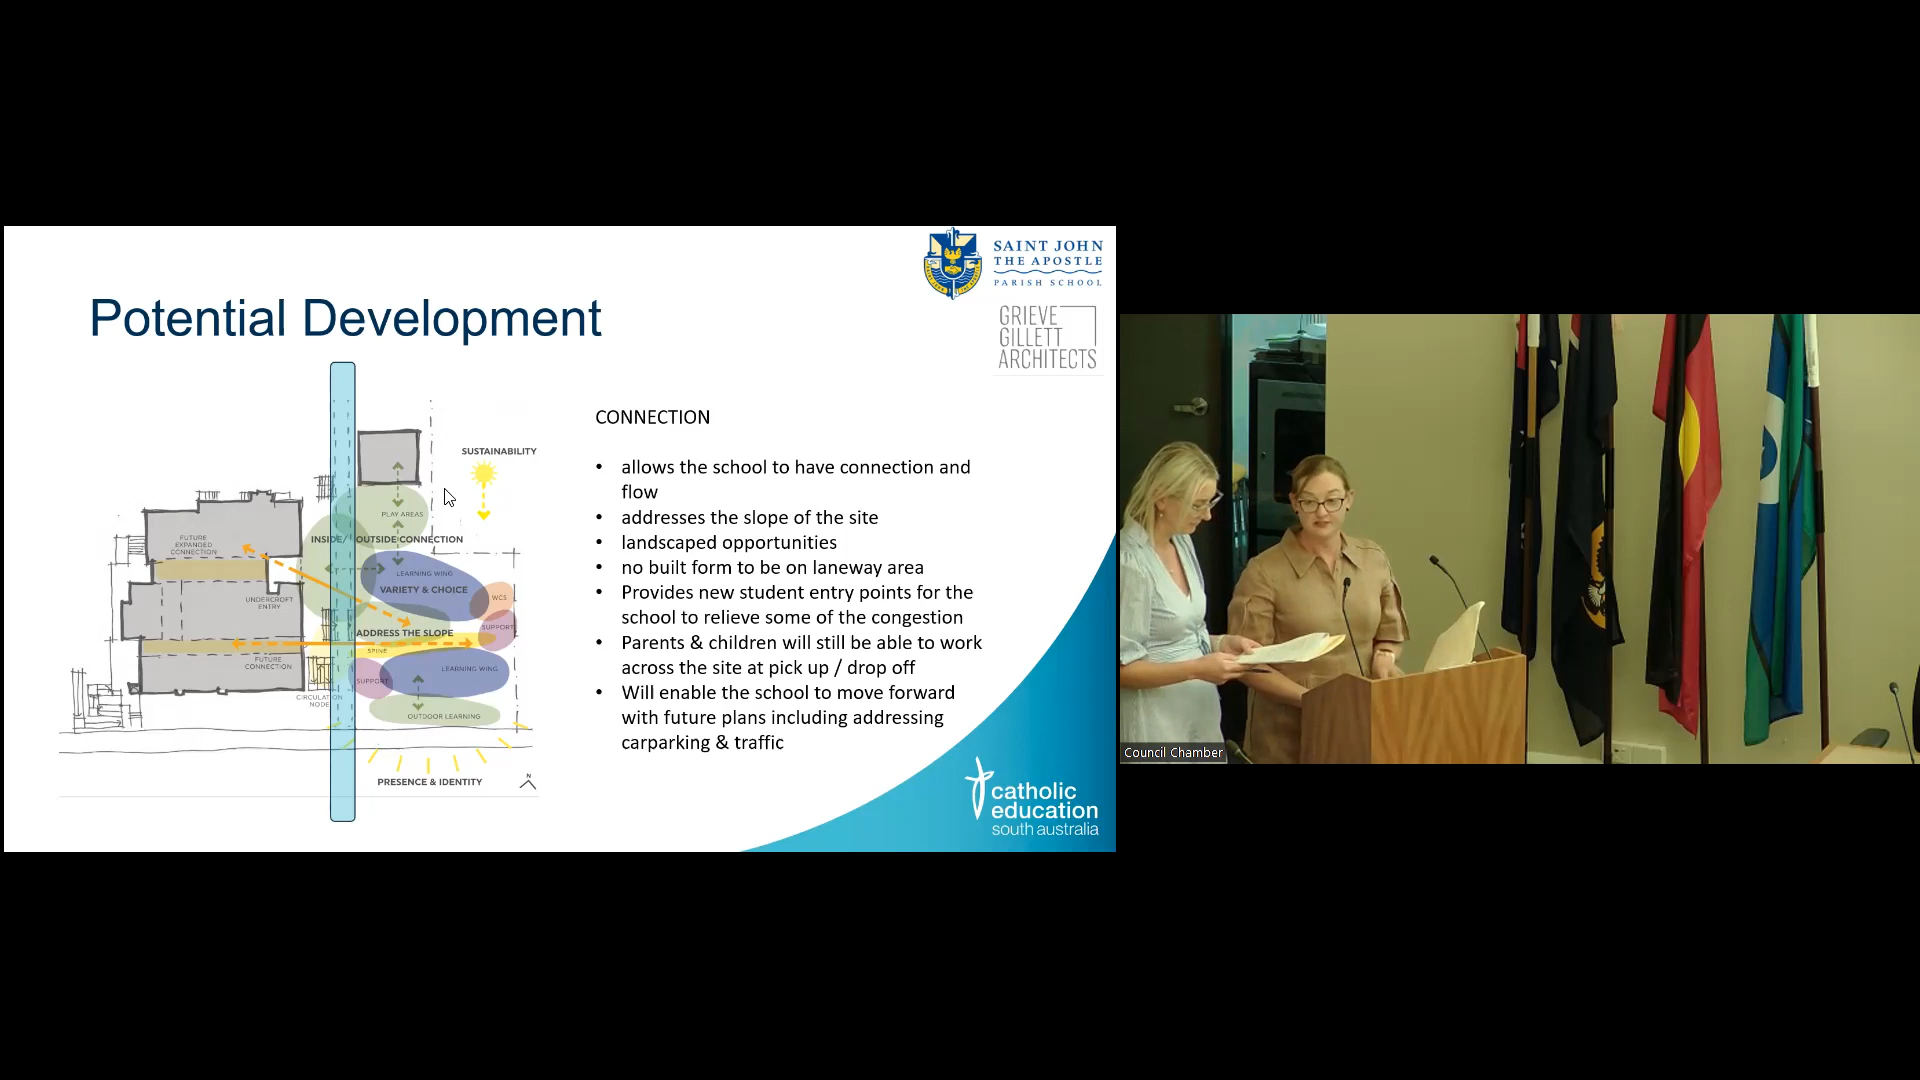 SAINT JOHN
THE APOSTLE
PARISH SCHOOL
GRIEVE
GILLETT
ARCHITECTS
Potential Development
SUSTAINABILITY
PLAY AREAS
INSIDE/ OUTSIDE CONNECTION
FUTURE
EXPANDED
CONNECTION
LEARNING WING
VARIETY & CHOICE
WCS
UNDERCROFT
ENTRY
SUPPORT
ADDRESS THE SLOPE
SPINE
FUTURE
CONNECTION
LEARNING WING
SUPPORT
CIRCULATION
NODE
OUTDOOR LEARNING
PRESENCE & IDENTITY
N
CONNECTION
• allows the school to have connection and
flow
• addresses the slope of the site
• landscaped opportunities
• no built form to be on laneway area
• Provides new student entry points for the
school to relieve some of the congestion
• Parents & children will still be able to work
across the site at pick up / drop off
• Will enable the school to move forward
with future plans including addressing
carparking & traffic
catholic
education
south australia
Council Chamber